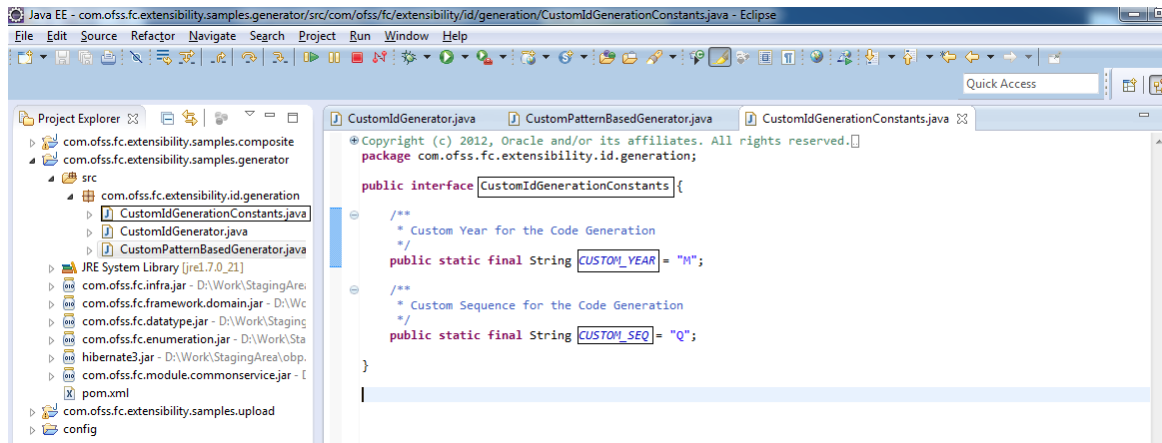 Java EE - com.ofss.fc.extensibility.samples.generator/src/com/ofss/fc/extensibility/id/generation/CustomIdGenerationConstants.java - Eclipse
File Edit Source Refactor Navigate Search Project Run Window Help
Quick Access
Project Explorer
com.ofss.fc.extensibility.samples.composite
com.ofss.fc.extensibility.samples.generator
src
com.ofss.fc.extensibility.id.generation
CustomIdGenerationConstants.java
CustomIdGenerator.java
CustomPatternBasedGenerator.java
JRE System Library [jre1.7.0_21]
com.ofss.fc.infra.jar - D:\Work\StagingArea
com.ofss.fc.framework.domain.jar - D:\Wo
com.ofss.fc.datatype.jar - D:\Work\Staging
com.ofss.fc.enumeration.jar - D:\Work\Sta
hibernate3.jar - D:\Work\StagingArea\obp.
com.ofss.fc.module.commonservice.jar - [
pom.xml
com.ofss.fc.extensibility.samples.upload
config
CustomIdGenerator.java CustomPatternBasedGenerator.java CustomIdGenerationConstants.java
Copyright (c) 2012, Oracle and/or its affiliates. All rights reserved.
package com.ofss.fc.extensibility.id.generation;
public interface CustomIdGenerationConstants {
/**
* Custom Year for the Code Generation
*/
public static final String CUSTOM_YEAR = "M";
/**
* Custom Sequence for the Code Generation
*/
public static final String CUSTOM_SEQ = "Q";
}